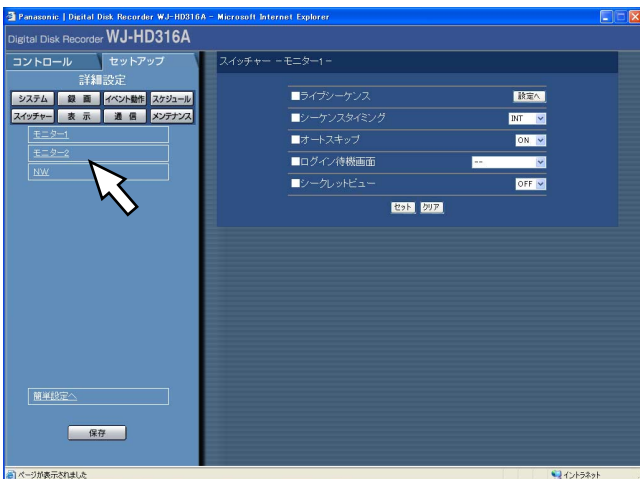 Panasonic | Digital Disk Recorder WJ-HD316A - Microsoft Internet Explorer
Digital Disk Recorder WJ-HD316A
コントロール セットアップ
詳細設定
システム 録 画 イベント動作 スケジュール
スイッチャー 表 示 通 信 メンテナンス
モニター1
モニター2
NW
簡単設定へ
保存
スイッチャー －モニター1－
■ライブシーケンス 設定へ
■シーケンスタイミング INT
■オートスキップ ON
■ログイン待機画面 --
■シークレットビュー OFF
セット クリア
ページが表示されました イントラネット